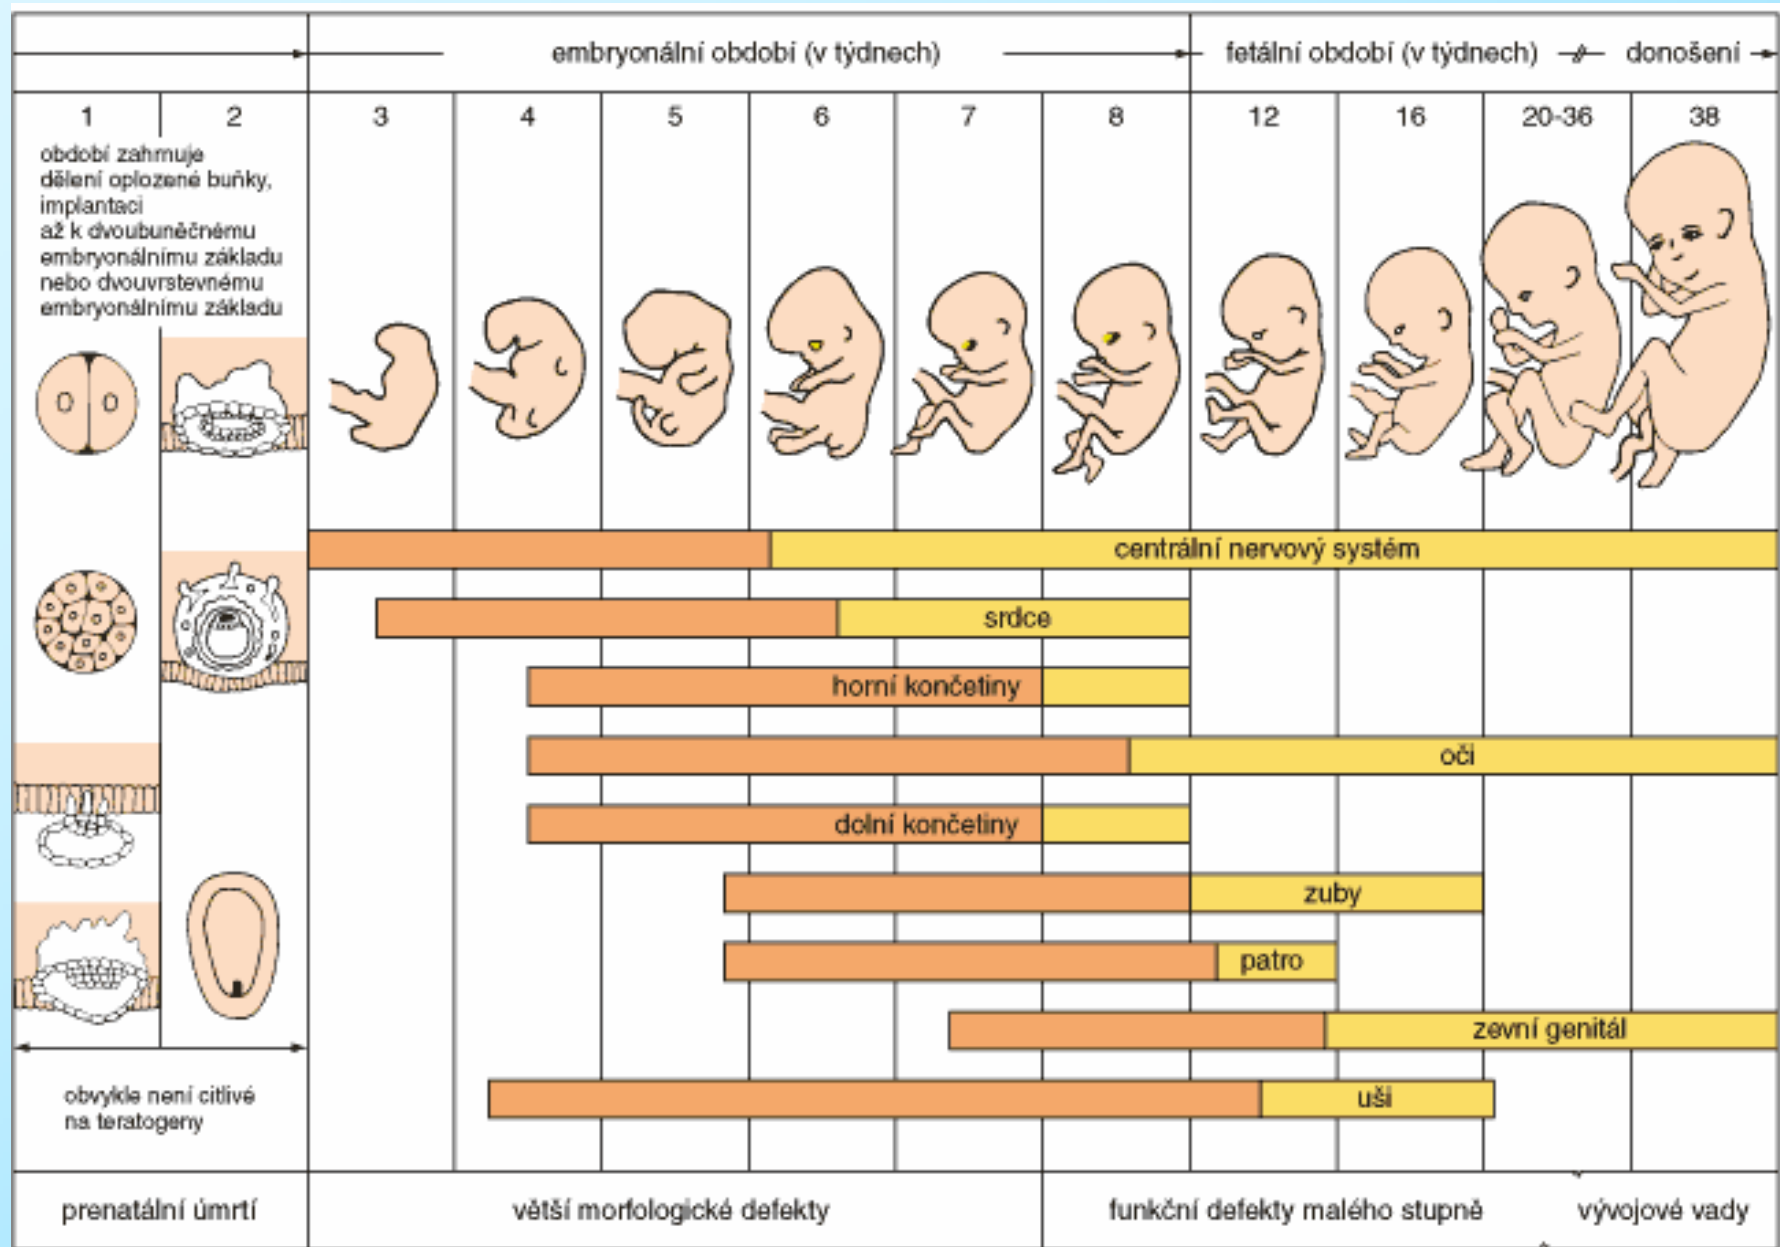 embryonální období (v týdnech)
fetální období (v týdnech)
donošení
1
2
3
4
5
6
7
8
12
16
20-36
38
období zahrnuje
dělení oplozené buňky,
implantaci
až k dvoubuněčnému
embryonálnímu základu
nebo dvouvrstevnému
embryonálnímu základu
centrální nervový systém
srdce
horní končetiny
oči
dolní končetiny
zuby
patro
zevní genitál
uši
obvykle není citlivé
na teratogeny
prenatální úmrtí
větší morfologické defekty
funkční defekty malého stupně
vývojové vady